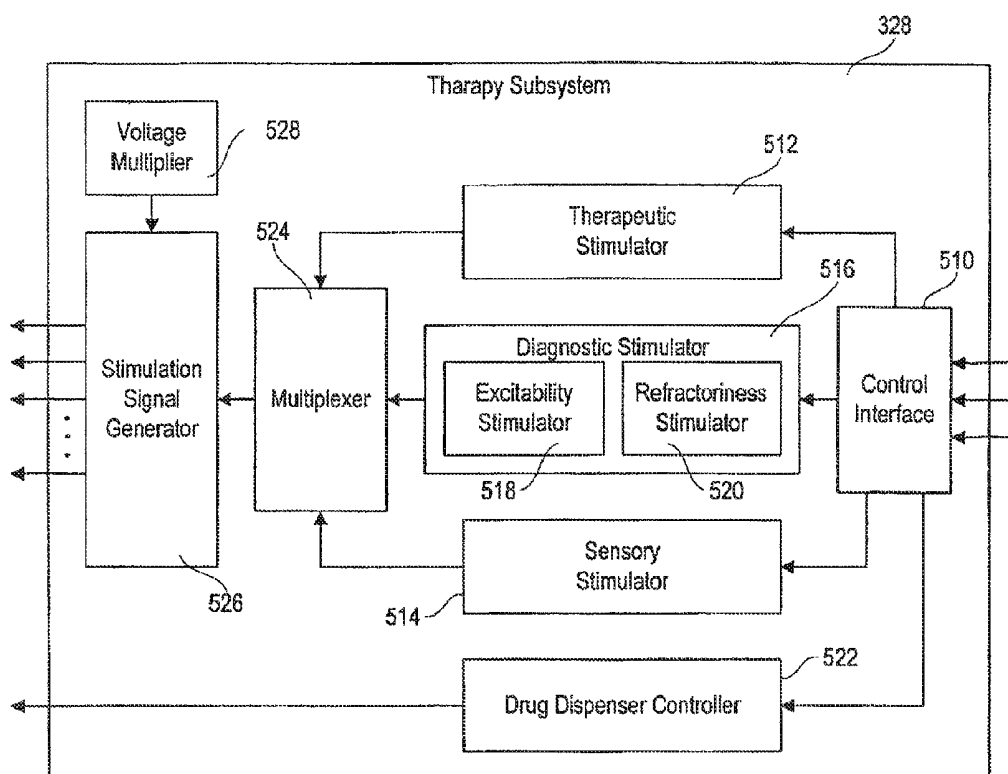 328
Tharapy Subsystem
Voltage
Multiplier
528
512
Therapeutic
Stimulator
524
516
510
Diagnostic Stimulator
Stimulation
Signal
Generator
Multiplexer
Excitability
Stimulator
Refractoriness
Stimulator
Control
Interface
518
520
526
Sensory
Stimulator
514
522
Drug Dispenser Controller